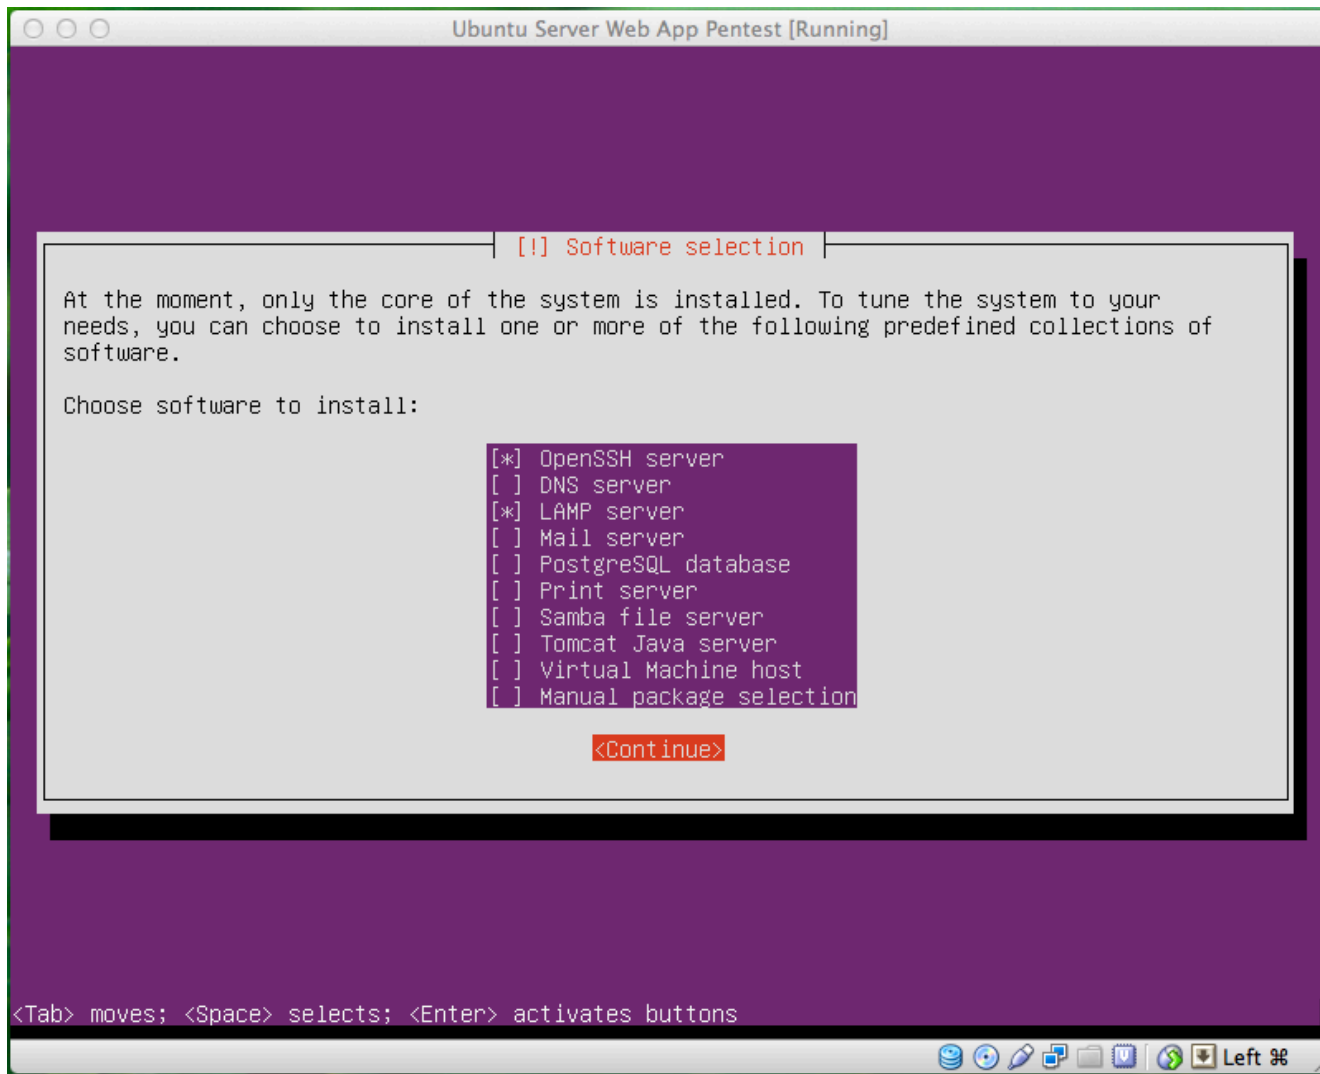 Ubuntu Server Web App Pentest [Running]
[!] Software selection
At the moment, only the core of the system is installed. To tune the system to your
needs, you can choose to install one or more of the following predefined collections of
software.
Choose software to install:
[*] OpenSSH server
[ ] DNS server
[*] LAMP server
[ ] Mail server
[ ] PostgreSQL database
[ ] Print server
[ ] Samba file server
[ ] Tomcat Java server
[ ] Virtual Machine host
[ ] Manual package selection
<Continue>
<Tab> moves; <Space> selects; <Enter> activates buttons
Left ⌘